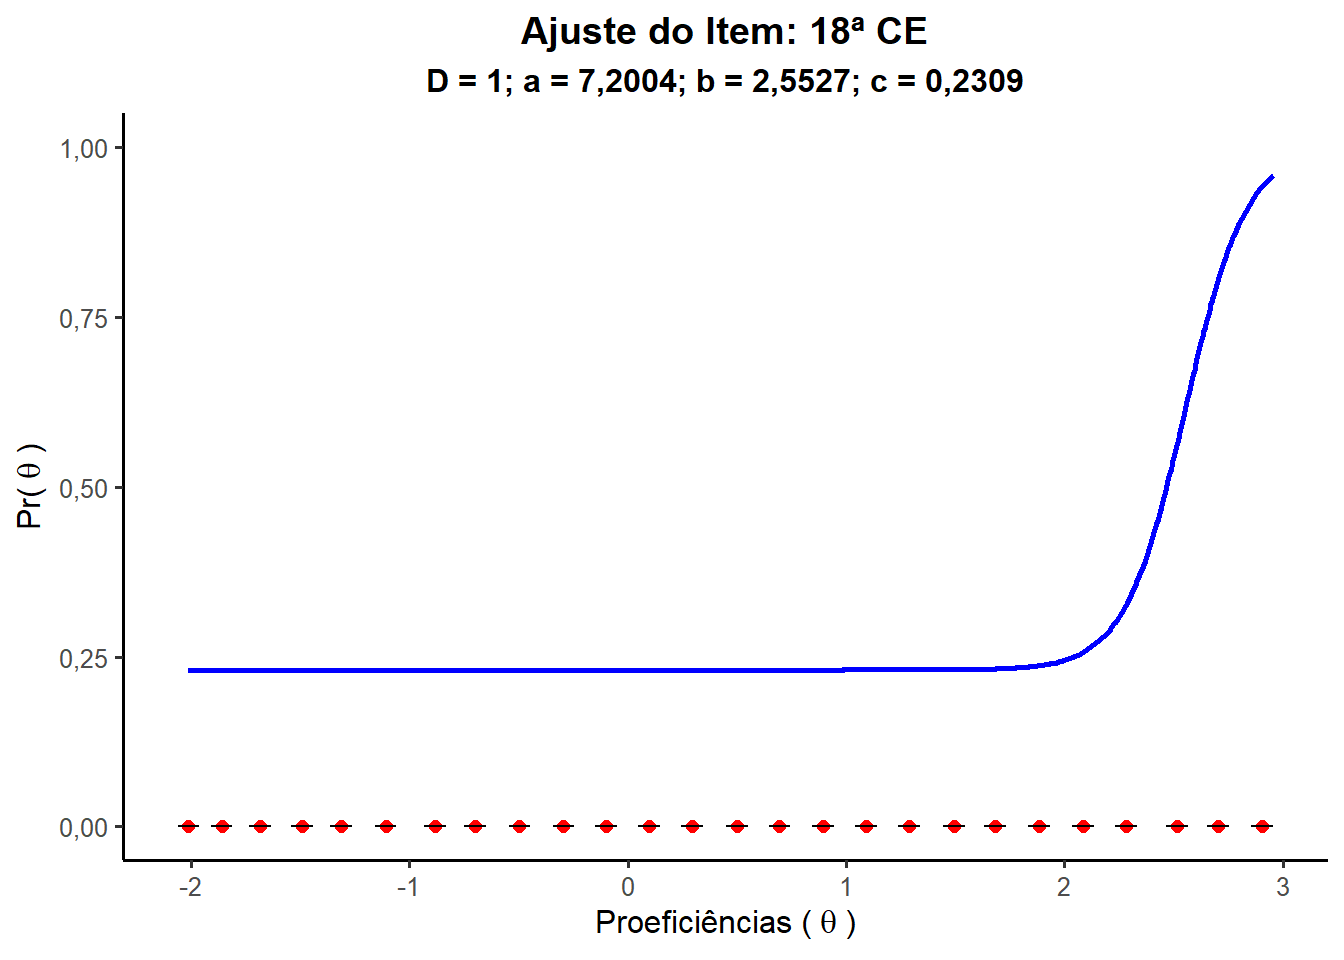 Ajuste do Item: 18ª CE
D = 1; a = 7,2004; b = 2,5527; c = 0,2309
1,00
0,75
0,50
0,25
0,00
Pr( θ )
-2 -1 0 1 2 3
Proeficiências ( θ )